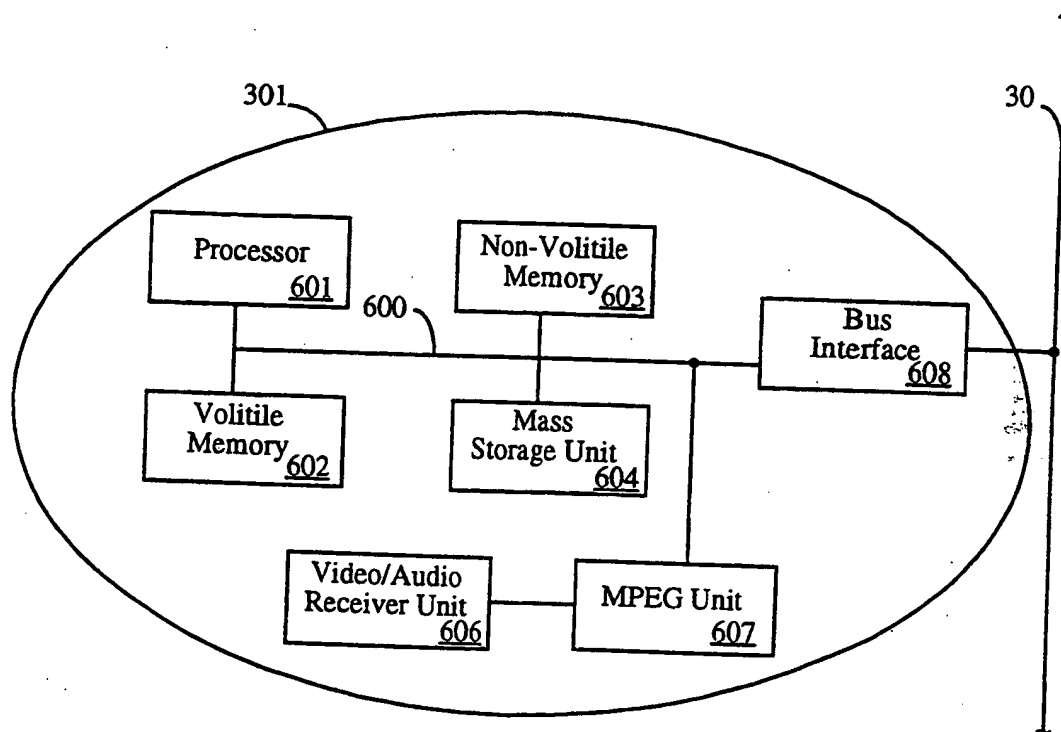 301
30
Processor
601
Non-Volitile
Memory
603
600
Bus
Interface
608
Volitile
Memory
602
Mass
Storage Unit
604
Video/Audio
Receiver Unit
606
MPEG Unit
607